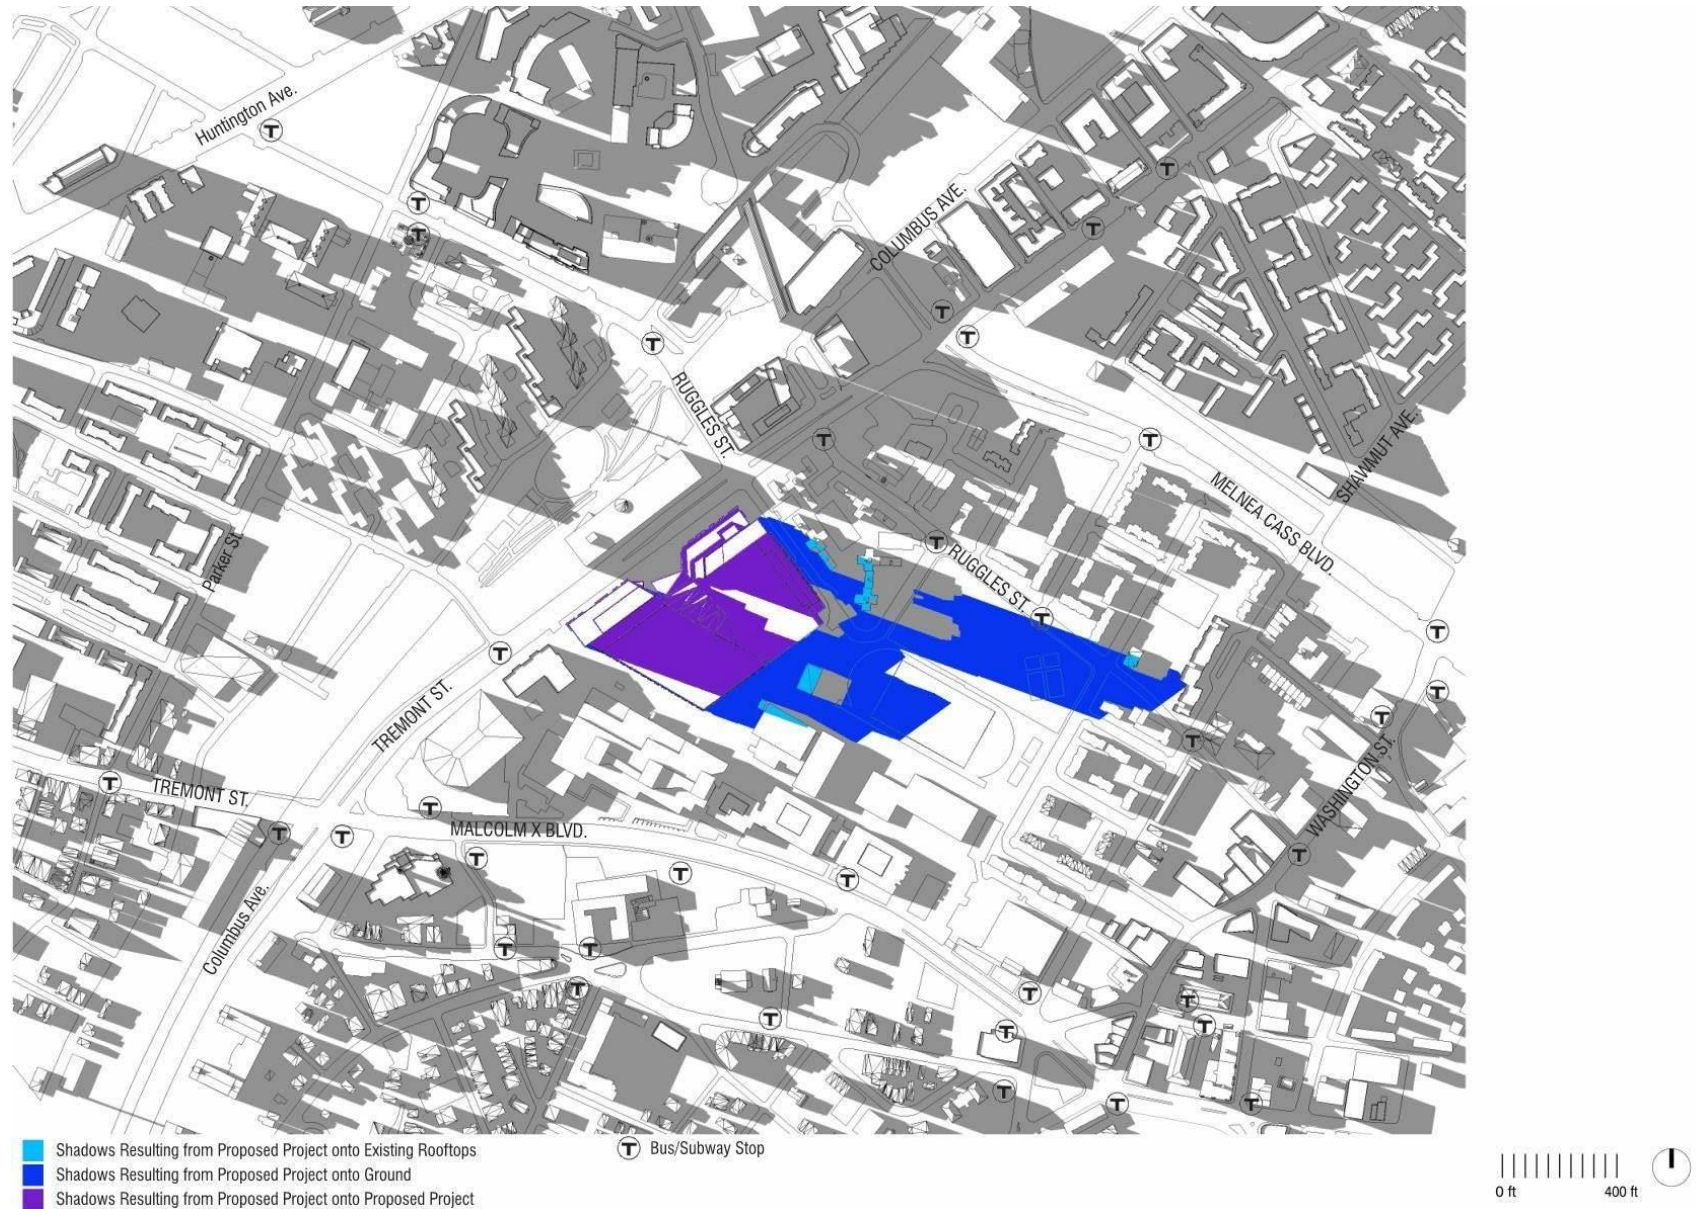 Huntington Ave.
T
T
COLUMBUS AVE.
T
T
T
T
T
T
RUGGLES ST.
T
T
SHAWMUT AVE.
MELNEA CASS BLVD.
Parker St.
T
RUGGLES ST.
T
T
T
TREMONT ST.
T
T
T
WASHINGTON ST.
T
TREMONT ST.
T
T
T
MALCOLM X BLVD.
T
T
T
T
Columbus Ave.
T
T
T
T
T
T
T
T
T
T
T
Shadows Resulting from Proposed Project onto Existing Rooftops
T Bus/Subway Stop
Shadows Resulting from Proposed Project onto Ground
Shadows Resulting from Proposed Project onto Proposed Project
0 ft 400 ft